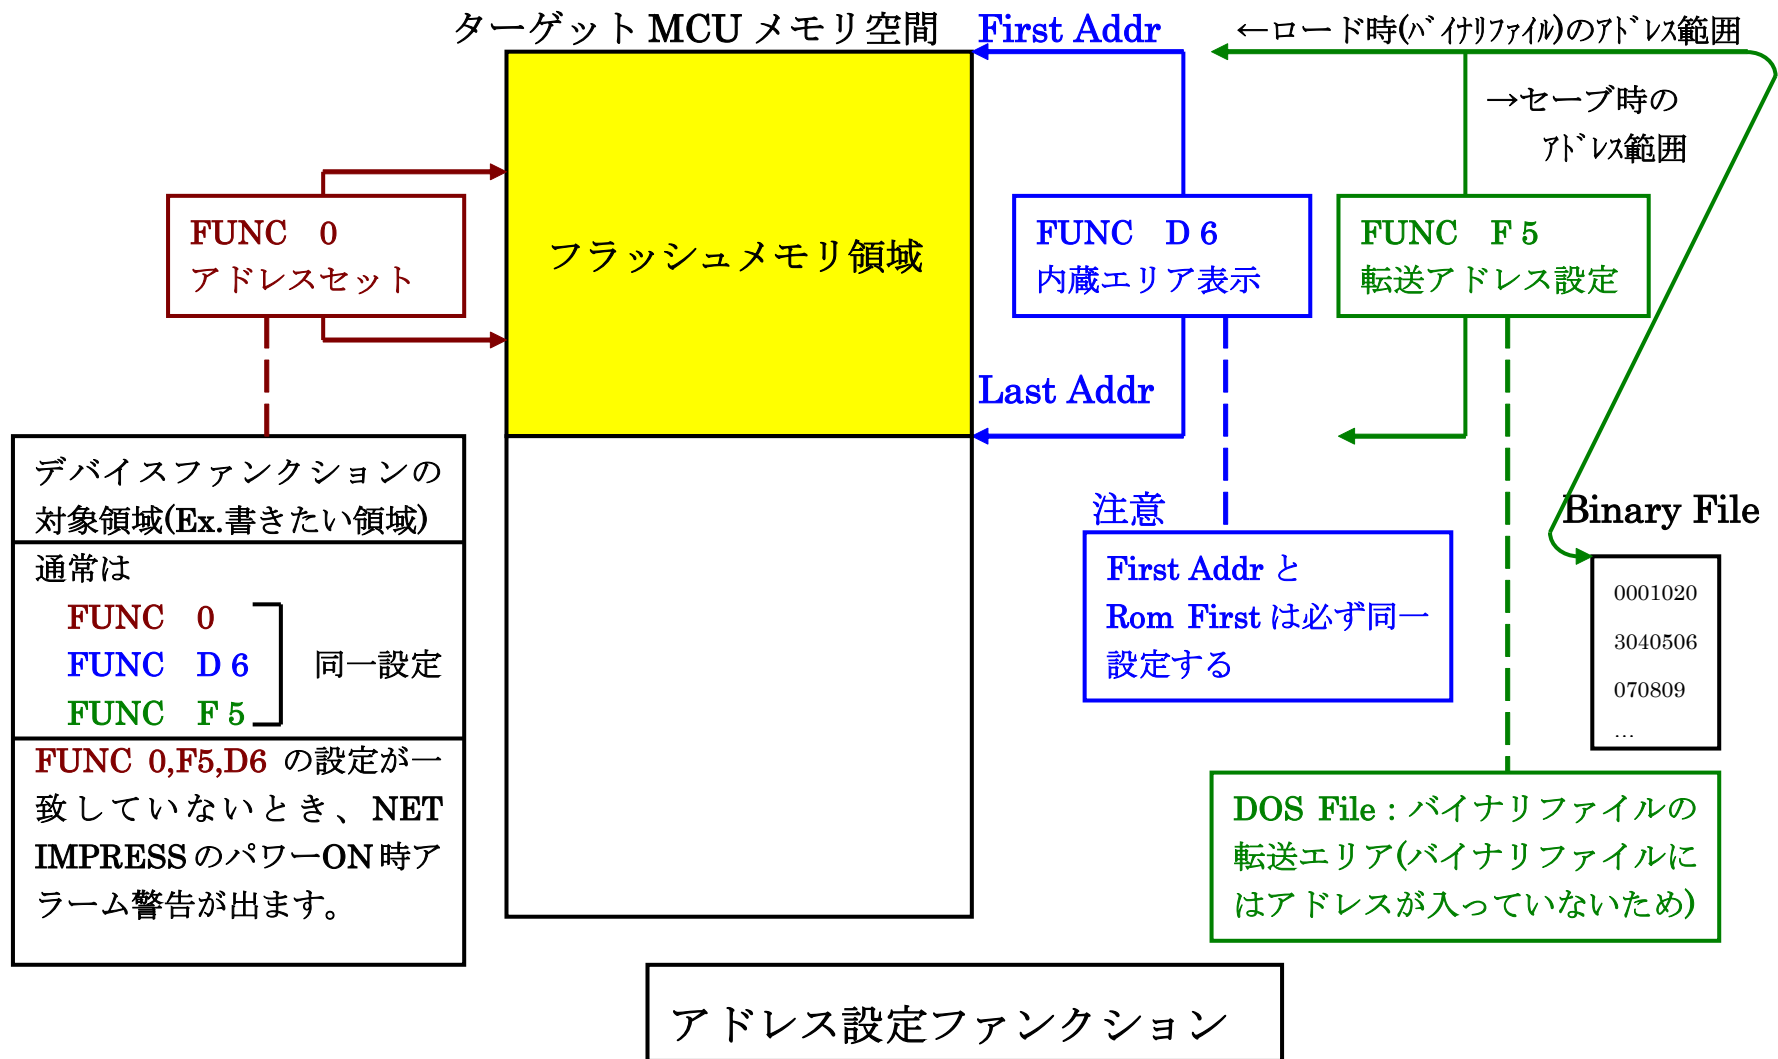 ターゲット MCU メモリ空間
First Addr
←ロード時(ﾊﾞｲﾅﾘﾌｧｲﾙ)のｱﾄﾞﾚｽ範囲
→セーブ時の
ｱﾄﾞﾚｽ範囲
FUNC 0
アドレスセット
フラッシュメモリ領域
FUNC D 6
内蔵エリア表示
FUNC F 5
転送アドレス設定
Last Addr
デバイスファンクションの
対象領域(Ex.書きたい領域)
通常は
FUNC 0
FUNC D 6
FUNC F 5
同一設定
FUNC 0,F5,D6 の設定が一
致していないとき、NET
IMPRESS のパワーON 時ア
ラーム警告が出ます。
注意
First Addr と
Rom First は必ず同一
設定する
Binary File
0001020
3040506
070809
…
DOS File : バイナリファイルの
転送エリア(バイナリファイルに
はアドレスが入っていないため)
アドレス設定ファンクション